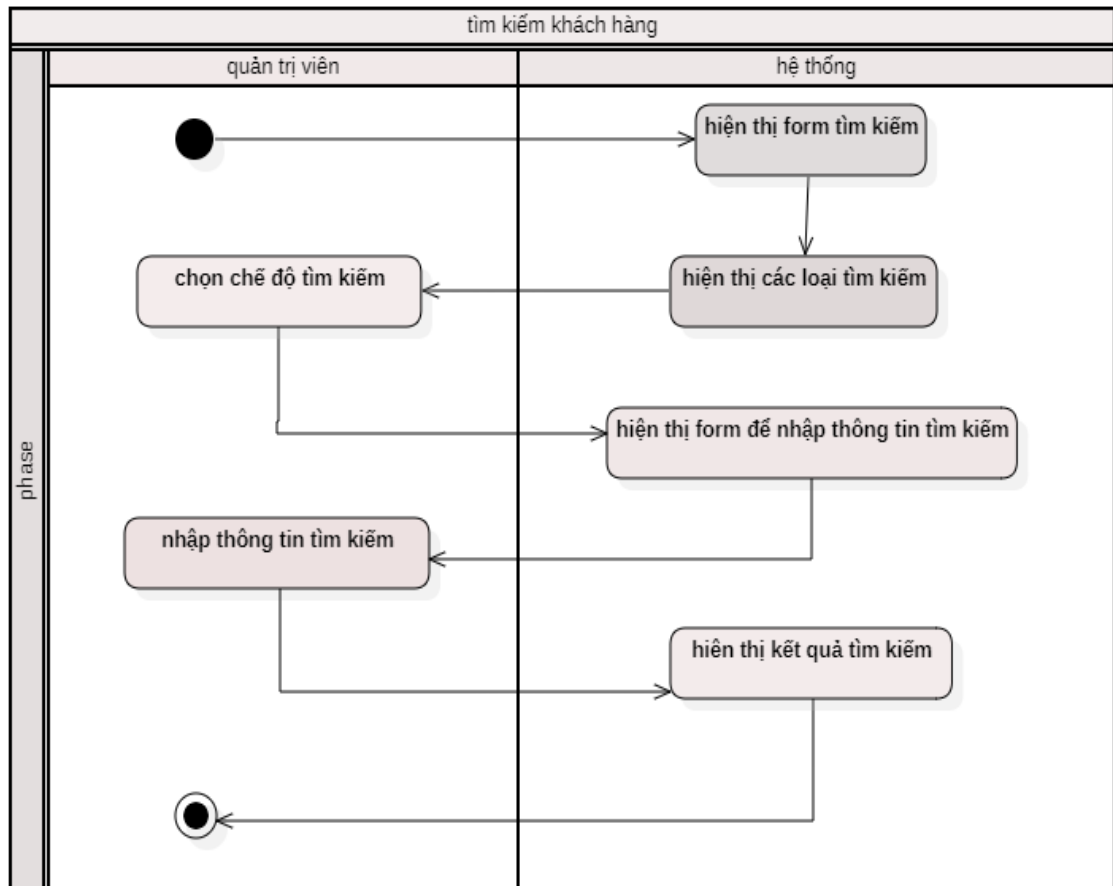 tìm kiếm khách hàng
quản trị viên
hệ thống
phase
hiện thị form tìm kiếm
chọn chế độ tìm kiếm
hiện thị các loại tìm kiếm
hiện thị form để nhập thông tin tìm kiếm
nhập thông tin tìm kiếm
hiên thị kết quả tìm kiếm